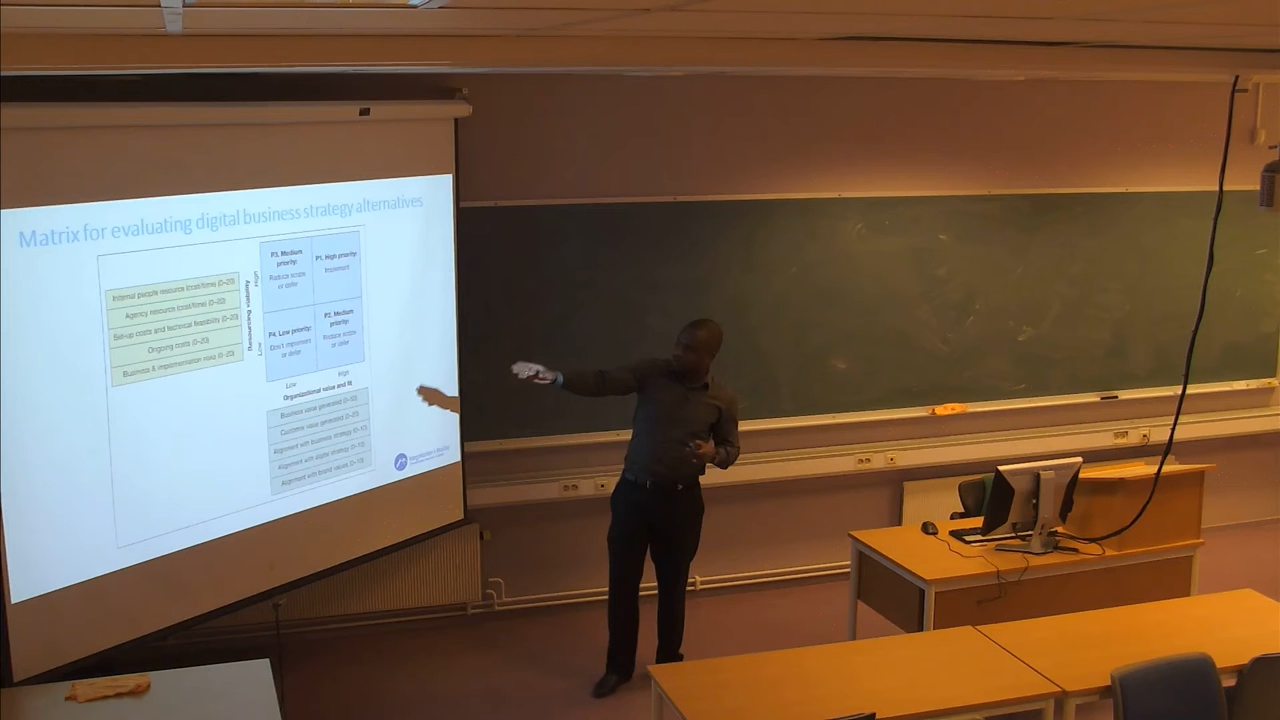 Matrix for evaluating digital business strategy alternatives
Internal people resource (cost/time) (0–20)
Agency resource (cost/time) (0–20)
Set-up costs and technical feasibility (0–20)
Ongoing costs (0–20)
Business & implementation risks (0–20)
High
Low
P3. Medium
priority:
Reduce scope
or defer
P1. High priority:
Implement
P4. Low priority:
Don't implement
or defer
P2. Medium
priority:
Reduce scope
or defer
Low
High
Organizational value and fit
Business value generated (0–50)
Customer value generated (0–20)
Alignment with business strategy (0–10)
Alignment with digital strategy (0–10)
Alignment with brand values (0–10)